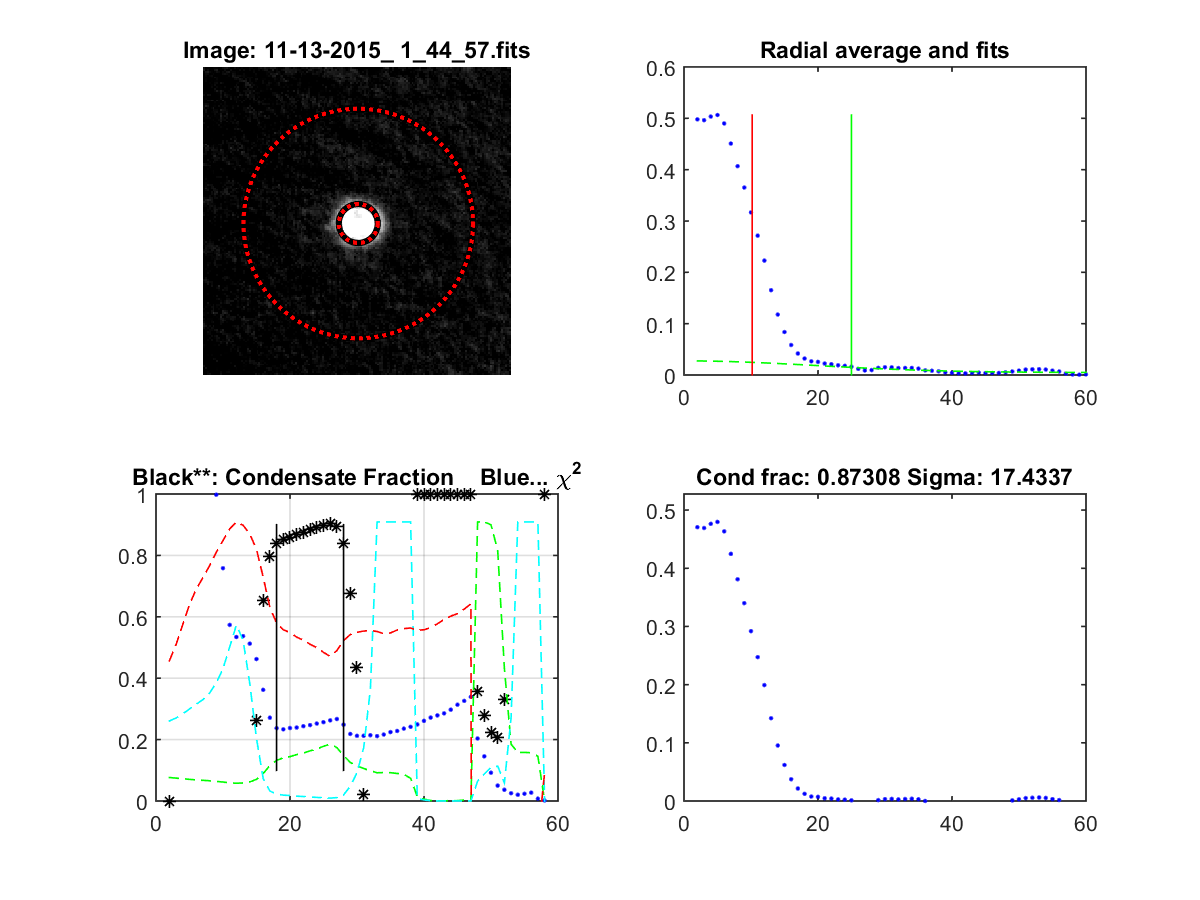 Image: 11-13-2015_ 1_44_57.fits
Radial average and fits
0.6
0.5
0.4
0.3
0.2
0.1
0
0 20 40 60
Black**: Condensate Fraction Blue... χ²
1
0.8
0.6
0.4
0.2
0
0 20 40 60
Cond frac: 0.87308 Sigma: 17.4337
0.5
0.4
0.3
0.2
0.1
0
0 20 40 60